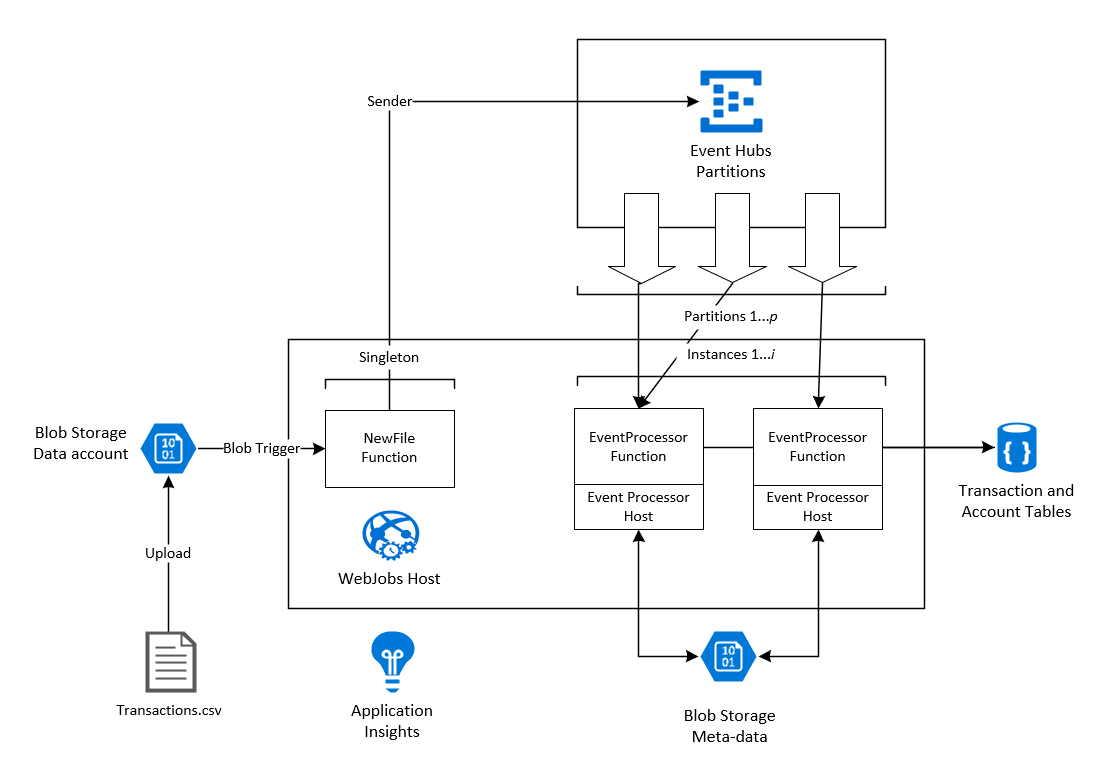 Sender
Event Hubs
Partitions
Partitions 1...p
Singleton
Instances 1...i
Blob Storage
Data account
10
01
Blob Trigger
NewFile
Function
EventProcessor
Function
Event Processor
Host
EventProcessor
Function
Event Processor
Host
{ }
Transaction and
Account Tables
WebJobs Host
Upload
Transactions.csv
Application
Insights
10
01
Blob Storage
Meta-data